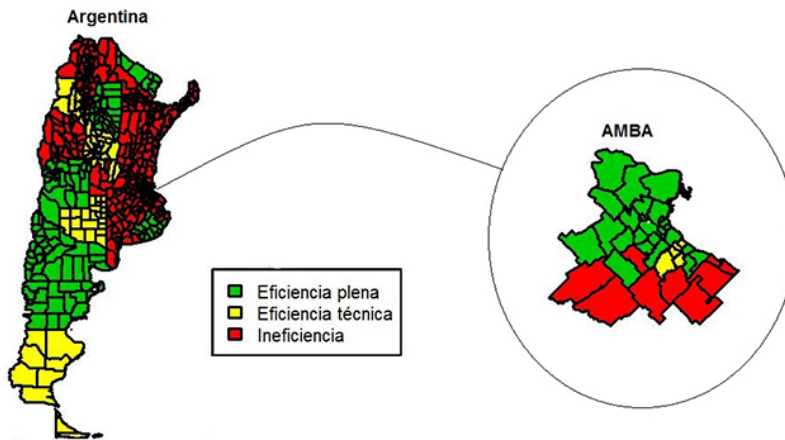 Argentina
AMBA
Eficiencia plena
Eficiencia técnica
Ineficiencia